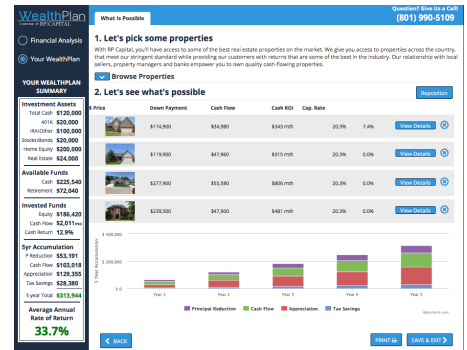 WealthPlan
a service of RP CAPITAL
What Is Possible
Question? Give Us a Call!
(801) 990-5109
Financial Analysis
Your WealthPlan
YOUR WEALTHPLAN
SUMMARY
Investment Assets
Total Cash $120,000
401K $20,000
IRA\Other $100,000
Stocks\Bonds $20,000
Home Equity $200,000
Real Estate $24,000
Available Funds
Cash $225,540
Retirement $72,040
Invested Funds
Equity $186,420
Cash Flow $2,011/mo
Cash Return 12.9%
5yr Accumulation
P Reduction $53,191
Cash Flow $103,018
Appreciation $129,355
Tax Savings $28,380
5 year Total $313,944
Average Annual
Rate of Return
33.7%
1. Let's pick some properties
With RP Capital, you'll have access to some of the best real estate properties on the market. We give you access to properties across the country,
that meet our stringent standard while providing our customers with returns that are some of the best in the industry. Our relationship with local
sellers, property managers and banks empower you to own quality cash-flowing properties.
Browse Properties
2. Let's see what's possible
Reposition
$ Price Down Payment Cash Flow Cash ROI Cap. Rate
$174,900 $34,980 $343 mth 20.3% 7.4% View Details
$119,900 $47,960 $315 mth 20.3% 0.0% View Details
$277,900 $55,580 $806 mth 20.3% 0.0% View Details
$239,500 $47,900 $481 mth 20.3% 0.0% View Details
5 Year Accumulation
$ 400,000
$ 200,000
$ 0
Year 1 Year 2 Year 3 Year 4 Year 5
Principal Reduction Cash Flow Appreciation Tax Savings
Highcharts.com
BACK
PRINT
SAVE & EXIT